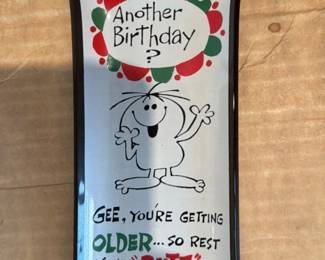 Another
Birthday
?
GEE, YOU'RE GETTING
OLDER... SO REST